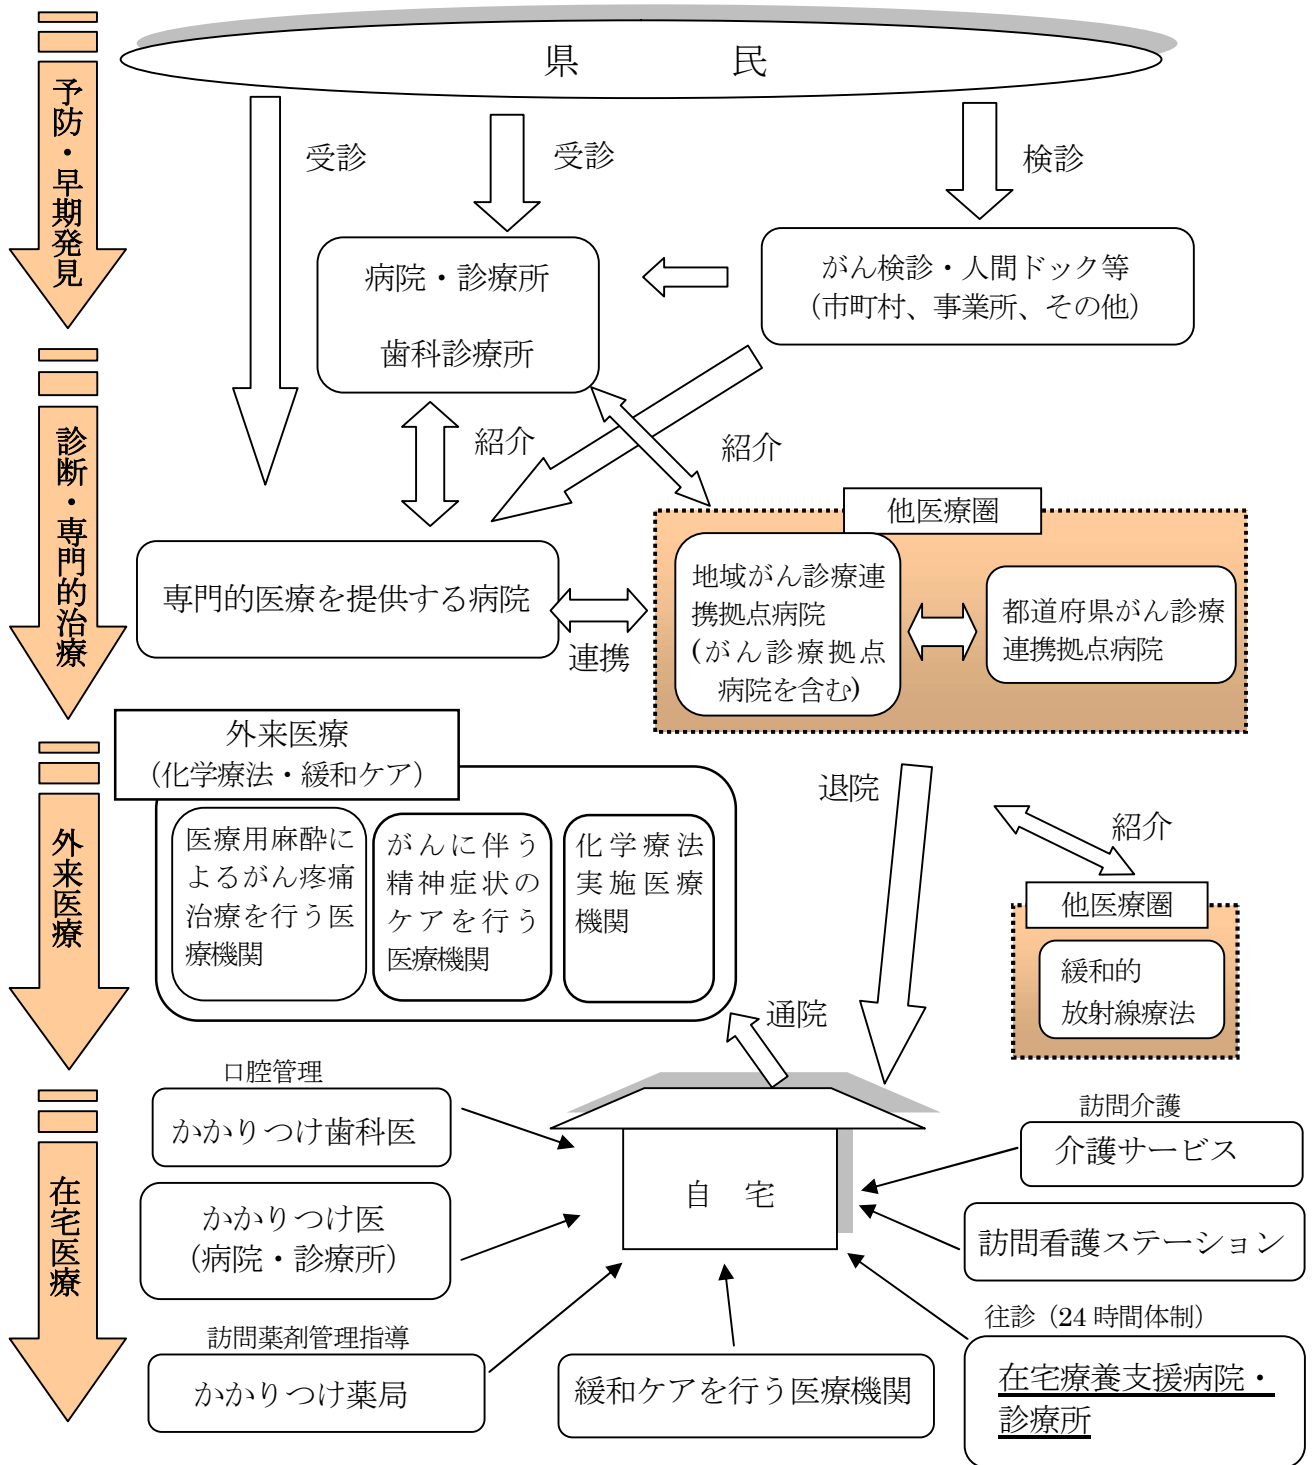 県　民
予防・早期発見
受診
受診
検診
病院・診療所
歯科診療所
がん検診・人間ドック等
（市町村、事業所、その他）
診断・専門的治療
紹介
紹介
他医療圏
専門的医療を提供する病院
連携
地域がん診療連
携拠点病院
(がん診療拠点
病院を含む)
都道府県がん診療
連携拠点病院
外来医療
外来医療
（化学療法・緩和ケア）
医療用麻酔に
よるがん疼痛
治療を行う医
療機関
がんに伴う
精神症状の
ケアを行う
医療機関
化学療法
実施医療
機関
退院
紹介
他医療圏
緩和的
放射線療法
通院
在宅医療
口腔管理
かかりつけ歯科医
かかりつけ医
（病院・診療所）
訪問薬剤管理指導
かかりつけ薬局
自　宅
緩和ケアを行う医療機関
訪問介護
介護サービス
訪問看護ステーション
往診（24 時間体制）
在宅療養支援病院・
診療所